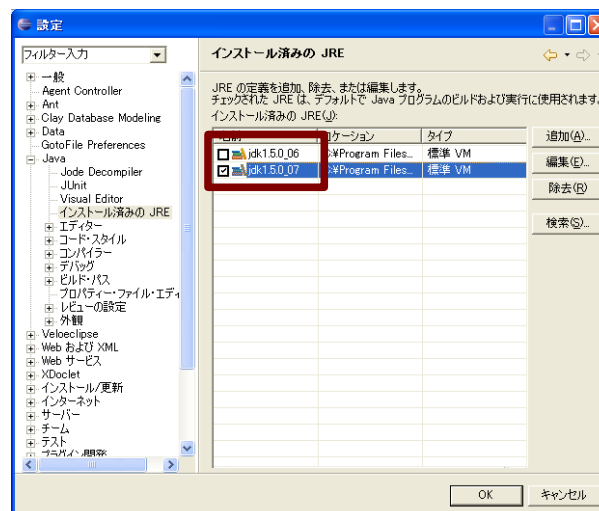 設定
フィルター入力
インストール済みの JRE
一般
Agent Controller
Ant
Clay Database Modeling
Data
GotoFile Preferences
Java
Jode Decompiler
JUnit
Visual Editor
インストール済みの JRE
エディター
コード・スタイル
コンパイラー
デバッグ
ビルド・パス
プロパティー・ファイル・エディ
レビューの設定
外観
Veloeclipse
Web および XML
Web サービス
XDoclet
インストール/更新
インターネット
サーバー
チーム
テスト
プラグイン開発
JRE の定義を追加、除去、または編集します。
チェックされた JRE は、デフォルトで Java プログラムのビルドおよび実行に使用されます。
インストール済みの JRE(J):
ロケーション タイプ
jdk1.5.0_06 C:¥Program Files... 標準 VM
jdk1.5.0_07 C:¥Program Files... 標準 VM
追加(A)...
編集(E)...
除去(R)
検索(S)...
OK
キャンセル